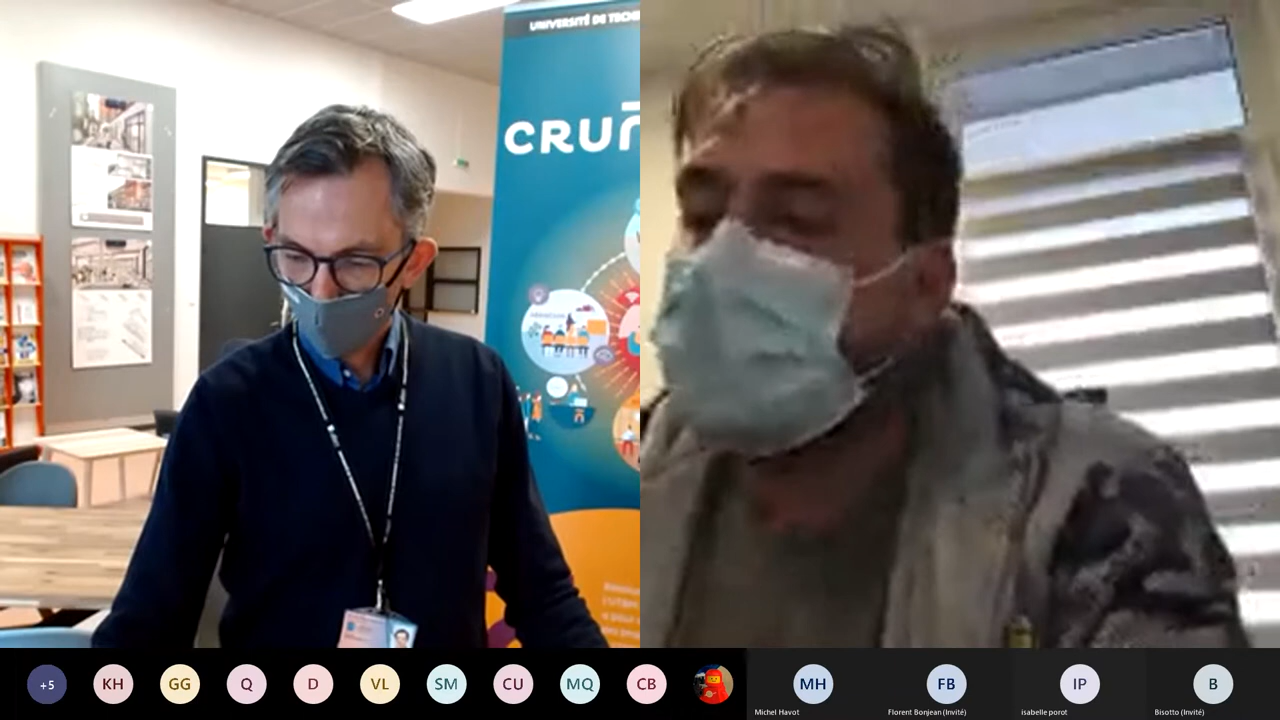 UNIVERSITÉ DE TECH
CRUN
+5
KH
GG
Q
D
VL
SM
CU
MQ
CB
MH
FB
IP
B
Michel Havot
Florent Bonjean (Invité)
isabelle porot
Bisotto (Invité)